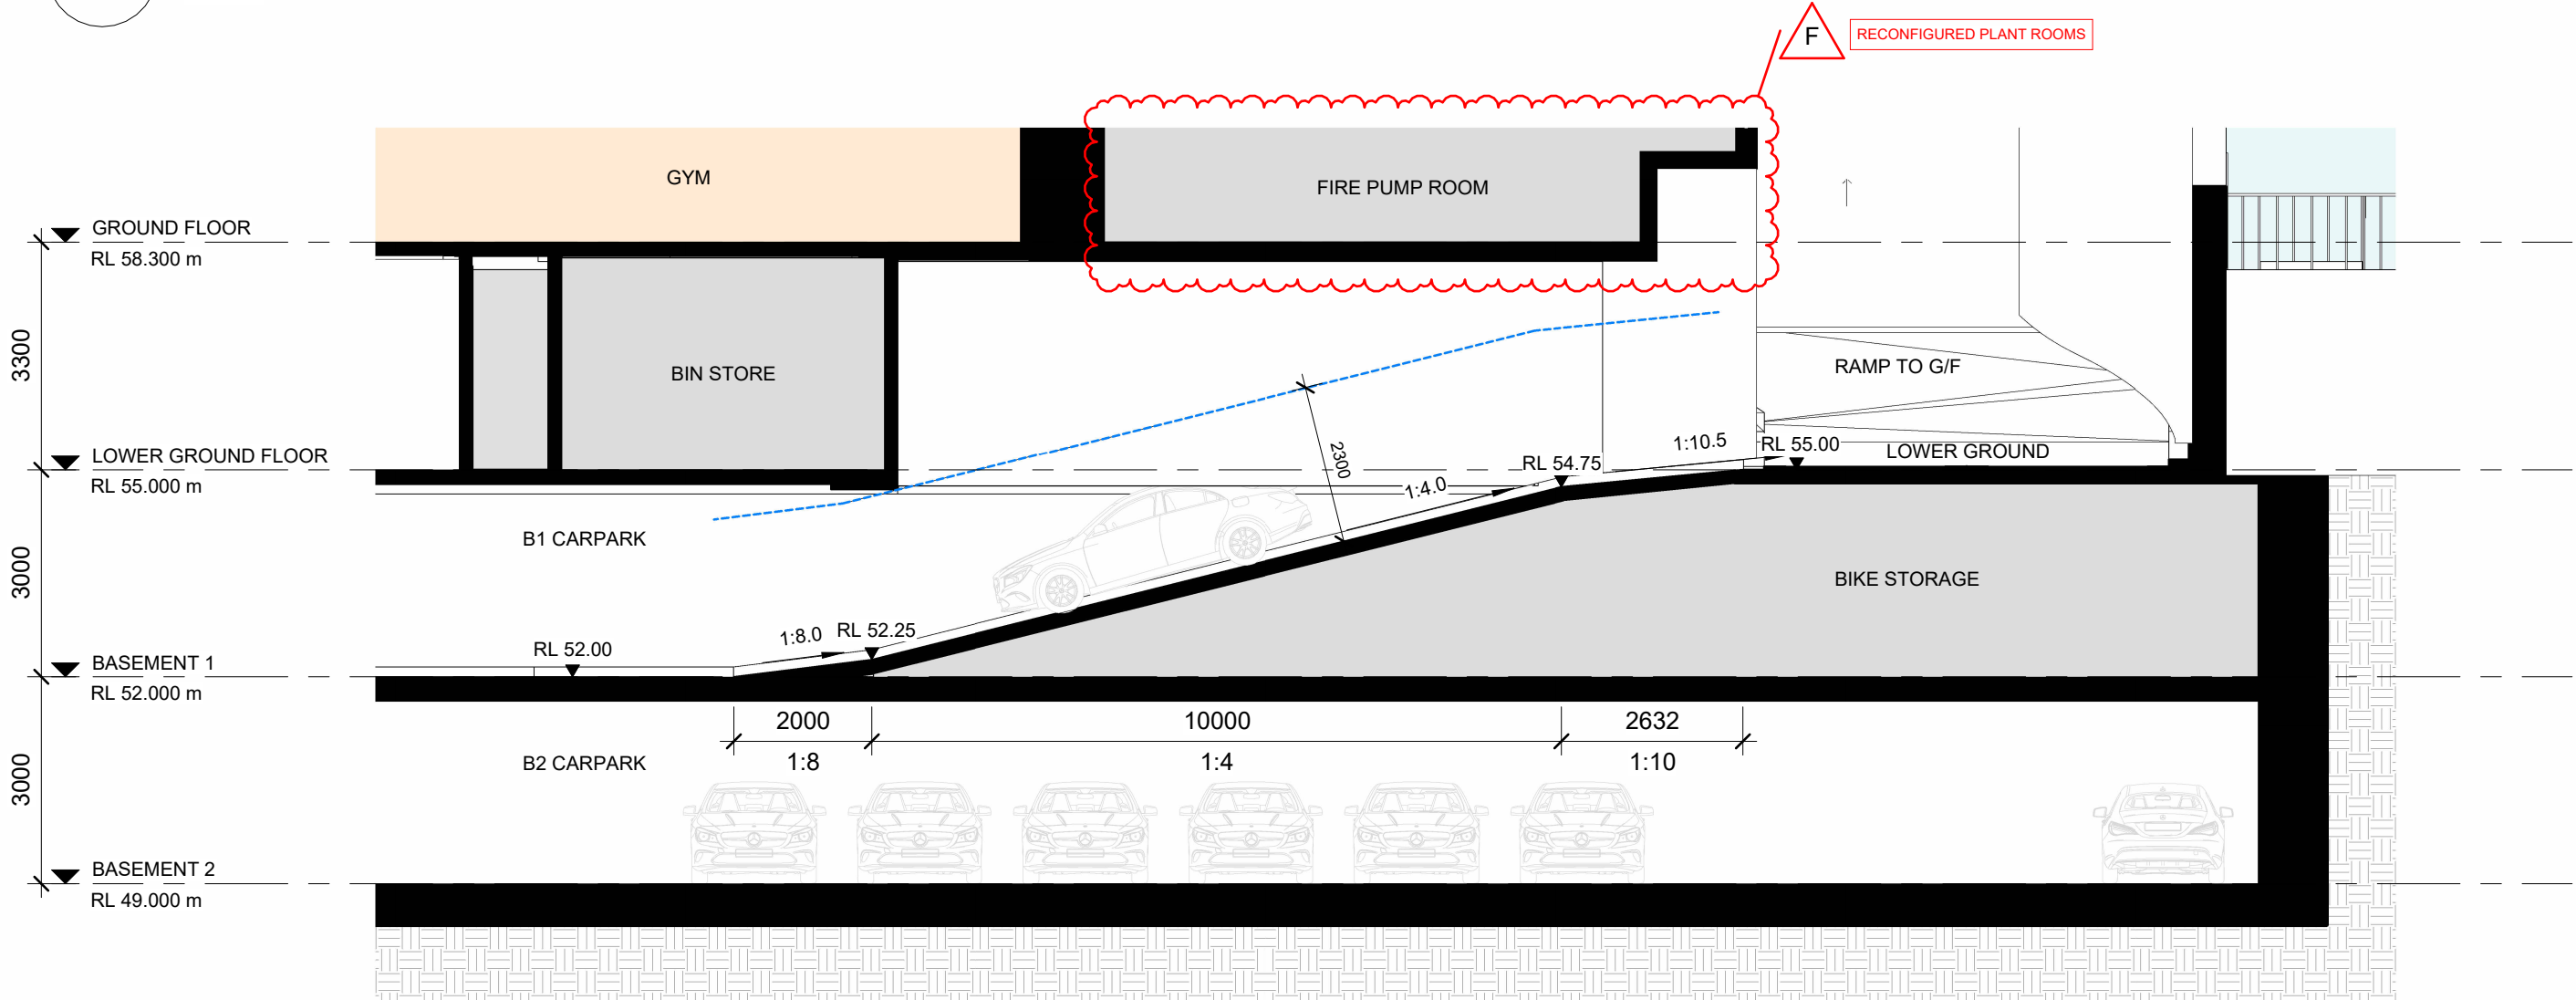 F
RECONFIGURED PLANT ROOMS
GYM
FIRE PUMP ROOM
GROUND FLOOR
RL 58.300 m
3300
BIN STORE
RAMP TO G/F
2300
1:10.5
RL 55.00
LOWER GROUND
LOWER GROUND FLOOR
RL 55.000 m
RL 54.75
1:4.0
B1 CARPARK
3000
BIKE STORAGE
1:8.0
RL 52.25
RL 52.00
BASEMENT 1
RL 52.000 m
2000
10000
2632
1:8
1:4
1:10
B2 CARPARK
3000
BASEMENT 2
RL 49.000 m